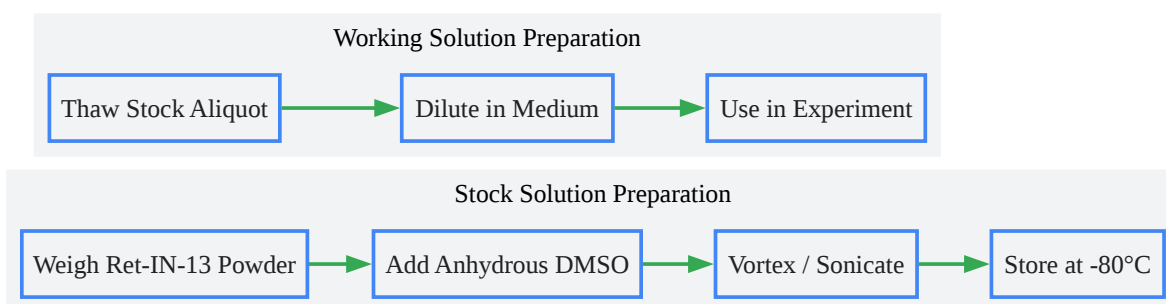 Working Solution Preparation
Thaw Stock Aliquot
Dilute in Medium
Use in Experiment
Stock Solution Preparation
Weigh Ret-IN-13 Powder
Add Anhydrous DMSO
Vortex / Sonicate
Store at -80°C